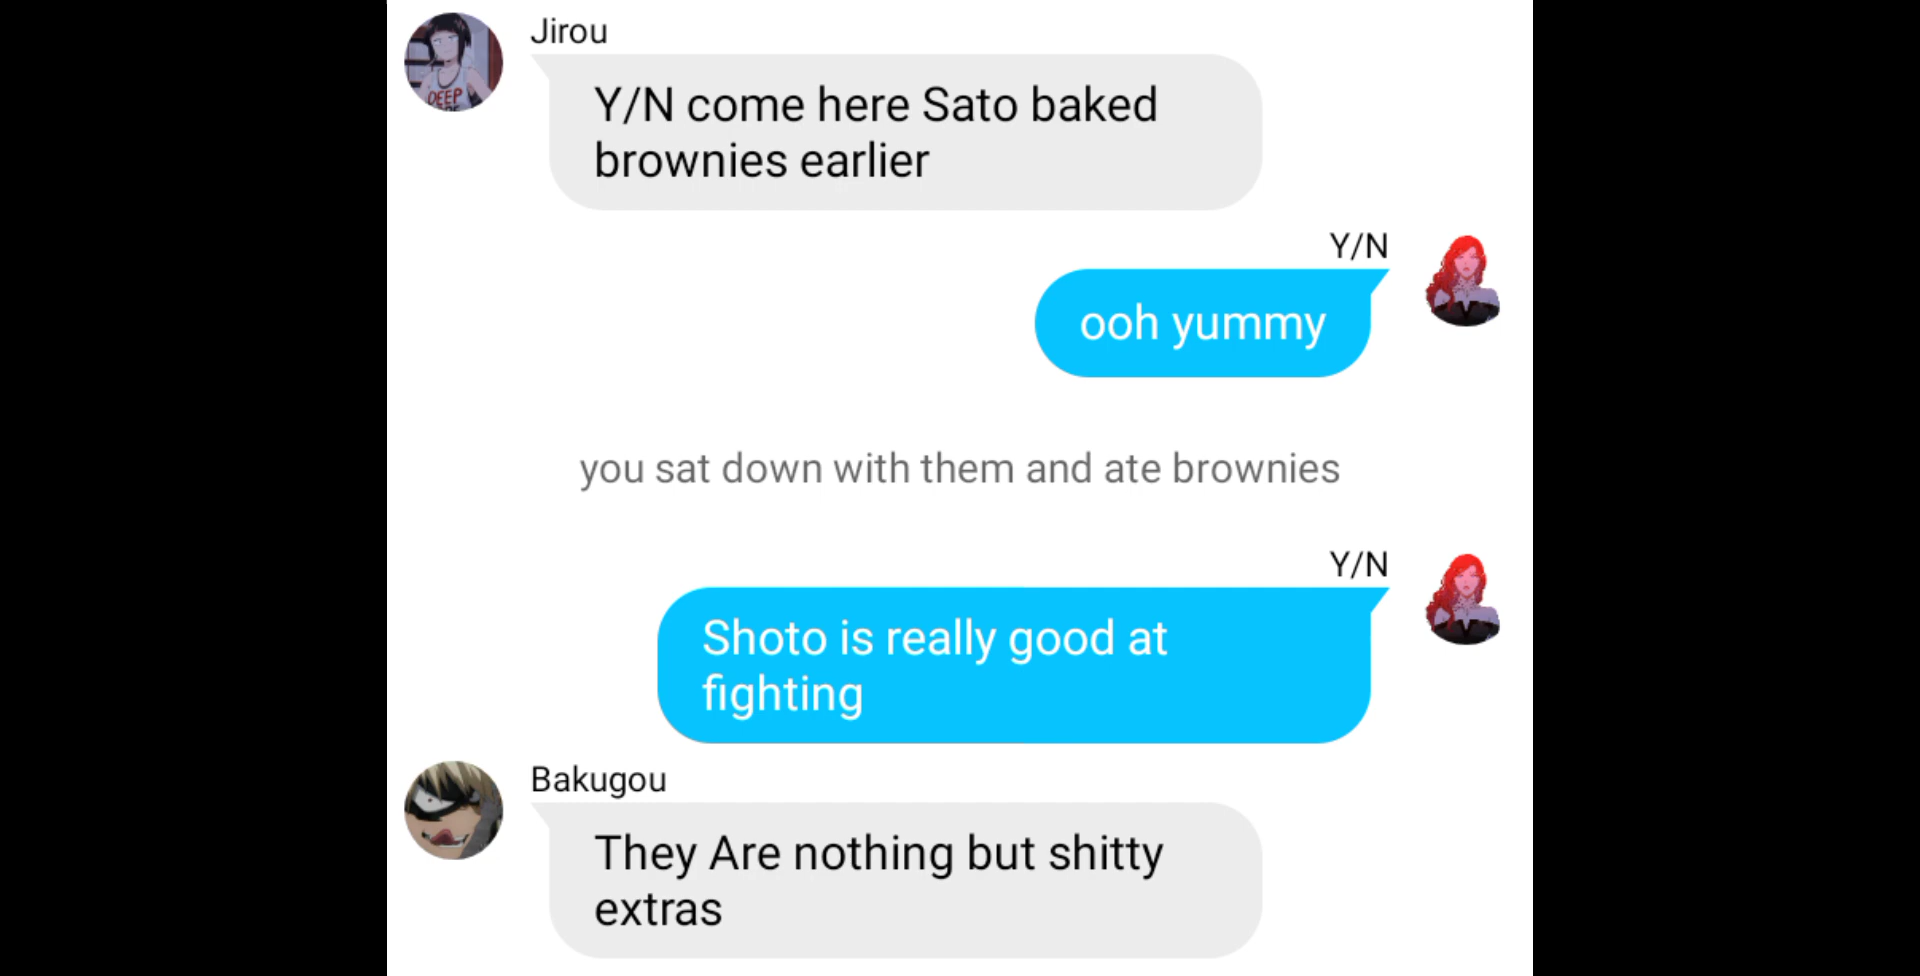 Jirou
Y/N come here Sato baked
brownies earlier
Y/N
ooh yummy
you sat down with them and ate brownies
Y/N
Shoto is really good at
fighting
Bakugou
They Are nothing but shitty
extras
DEEP